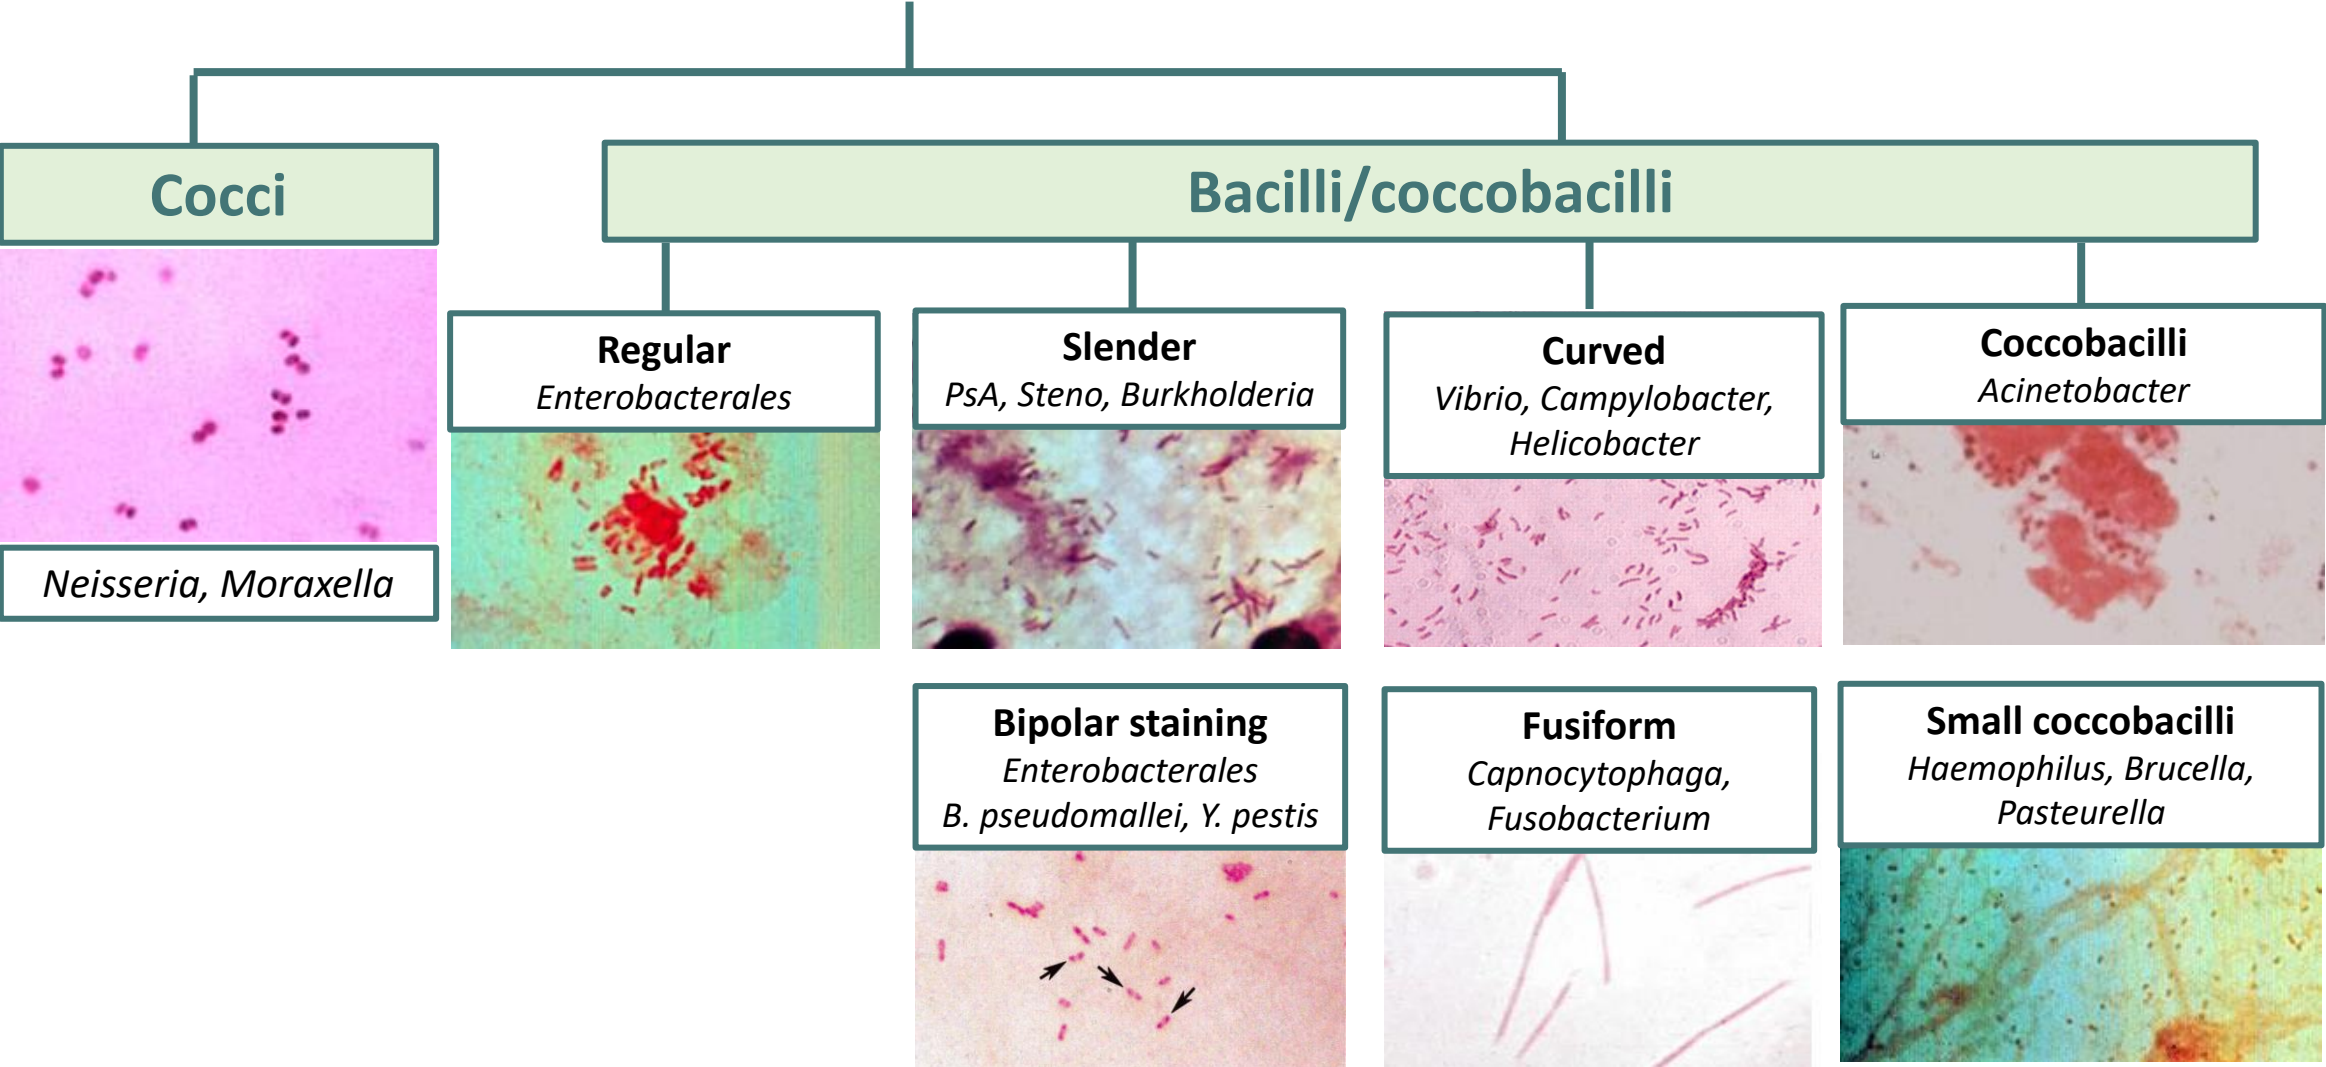 Cocci
Bacilli/coccobacilli
Neisseria, Moraxella
Regular
Enterobacterales
Slender
PsA, Steno, Burkholderia
Curved
Vibrio, Campylobacter,
Helicobacter
Coccobacilli
Acinetobacter
Bipolar staining
Enterobacterales
B. pseudomallei, Y. pestis
Fusiform
Capnocytophaga,
Fusobacterium
Small coccobacilli
Haemophilus, Brucella,
Pasteurella